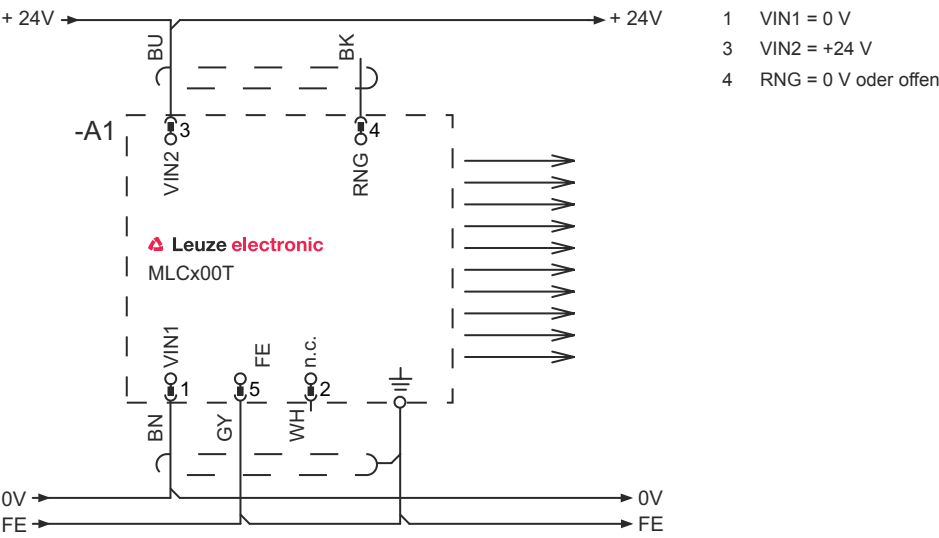 + 24V
+ 24V
1 VIN1 = 0 V
3 VIN2 = +24 V
4 RNG = 0 V oder offen
BU
BK
-A1
3
4
VIN2
RNG
Leuze electronic
MLCx00T
VIN1
FE
n.c.
1
5
2
BN
GY
WH
0V
0V
FE
FE